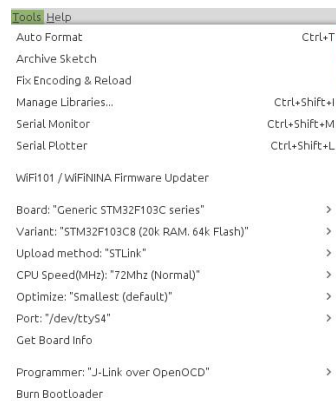 Tools Help
Auto Format Ctrl+T
Archive Sketch
Fix Encoding & Reload
Manage Libraries... Ctrl+Shift+I
Serial Monitor Ctrl+Shift+M
Serial Plotter Ctrl+Shift+L
WiFi101 / WiFiNINA Firmware Updater
Board: "Generic STM32F103C series"
Variant: "STM32F103C8 (20k RAM. 64k Flash)"
Upload method: "STLink"
CPU Speed(MHz): "72Mhz (Normal)"
Optimize: "Smallest (default)"
Port: "/dev/ttyS4"
Get Board Info
Programmer: "J-Link over OpenOCD"
Burn Bootloader